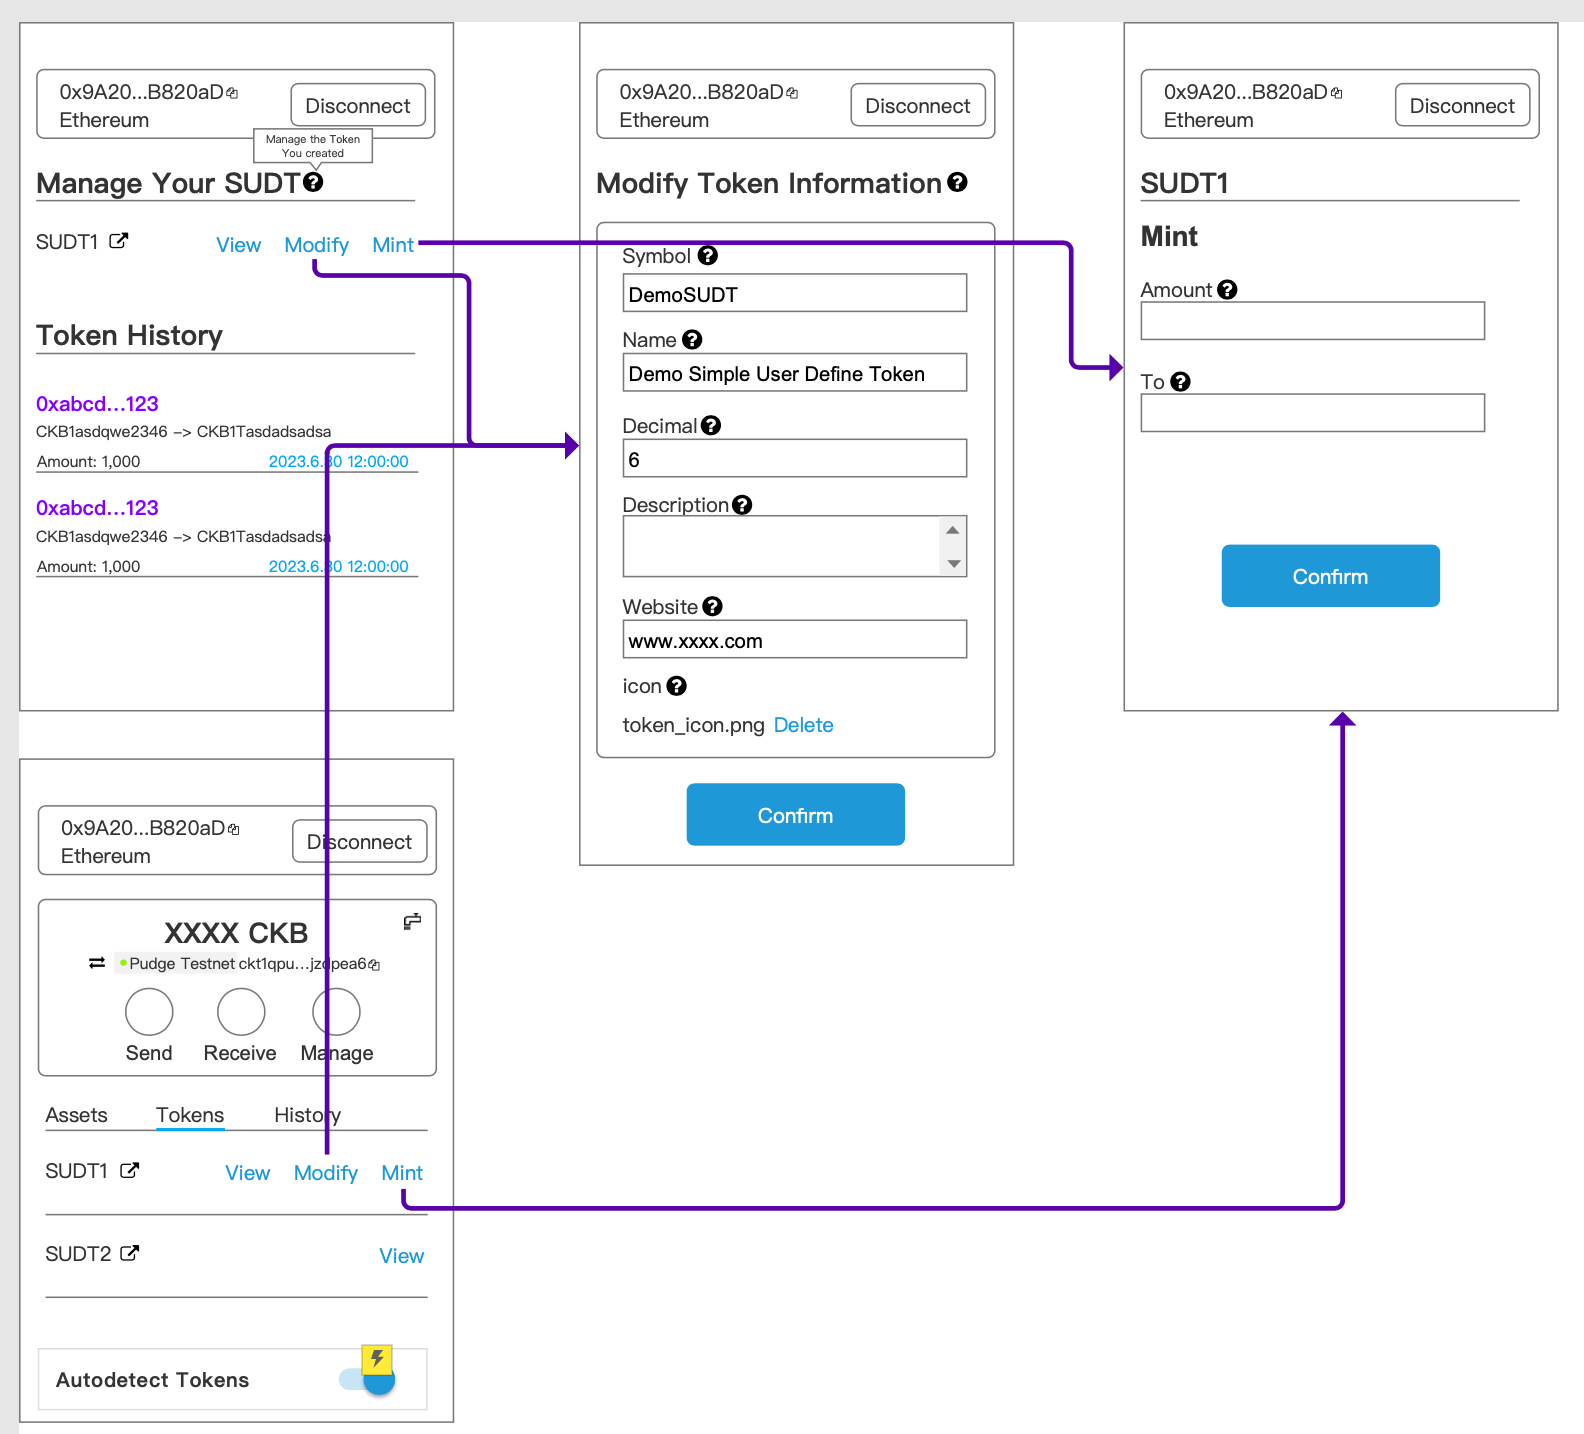 0x9A20...B820aD
Ethereum
Disconnect
Manage the Token
You created
Manage Your SUDT
SUDT1 View Modify Mint
Token History
0xabcd...123
CKB1asdqwe2346 -> CKB1Tasdadsadsa
Amount: 1,000 2023.6.30 12:00:00
0xabcd...123
CKB1asdqwe2346 -> CKB1Tasdadsadsa
Amount: 1,000 2023.6.30 12:00:00
0x9A20...B820aD
Ethereum
Disconnect
Modify Token Information
Symbol
DemoSUDT
Name
Demo Simple User Define Token
Decimal
6
Description
Website
www.xxxx.com
icon
token_icon.png Delete
Confirm
0x9A20...B820aD
Ethereum
Disconnect
SUDT1
Mint
Amount
To
Confirm
0x9A20...B820aD
Ethereum
Disconnect
XXXX CKB
Pudge Testnet ckt1qpu...jzdpea6
Send Receive Manage
Assets Tokens History
SUDT1 View Modify Mint
SUDT2 View
Autodetect Tokens